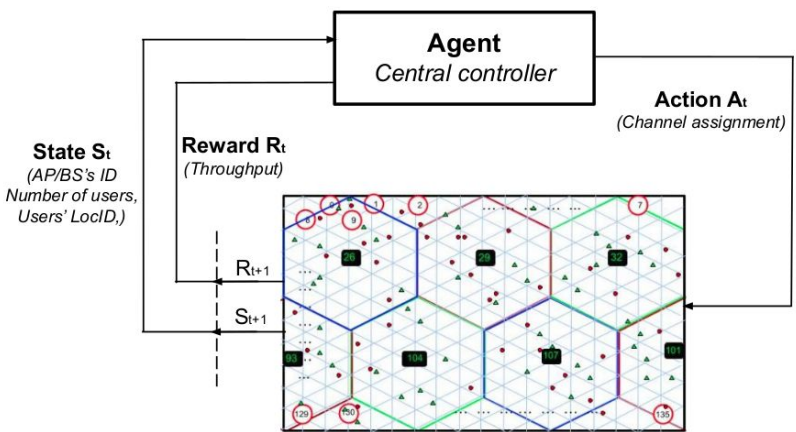 Agent
Central controller
Action At
(Channel assignment)
State St
(AP/BS's ID
Number of users,
Users' LocID,)
Reward Rt
(Throughput)
Rt+1
St+1
0
1
2
7
8
9
26
29
32
93
104
107
101
129
130
135